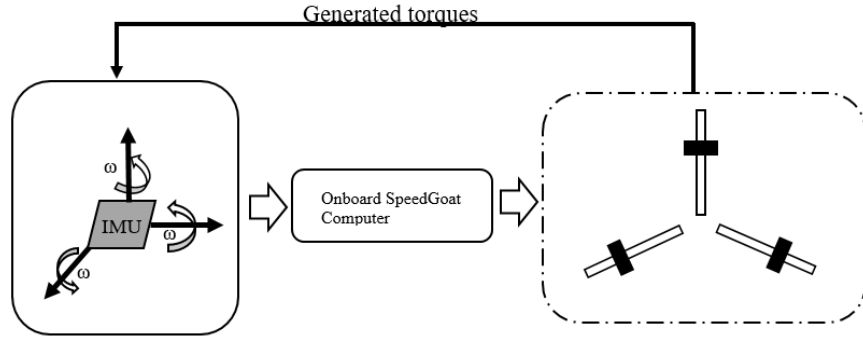 Generated torques
ω
IMU
ω
ω
Onboard SpeedGoat
Computer